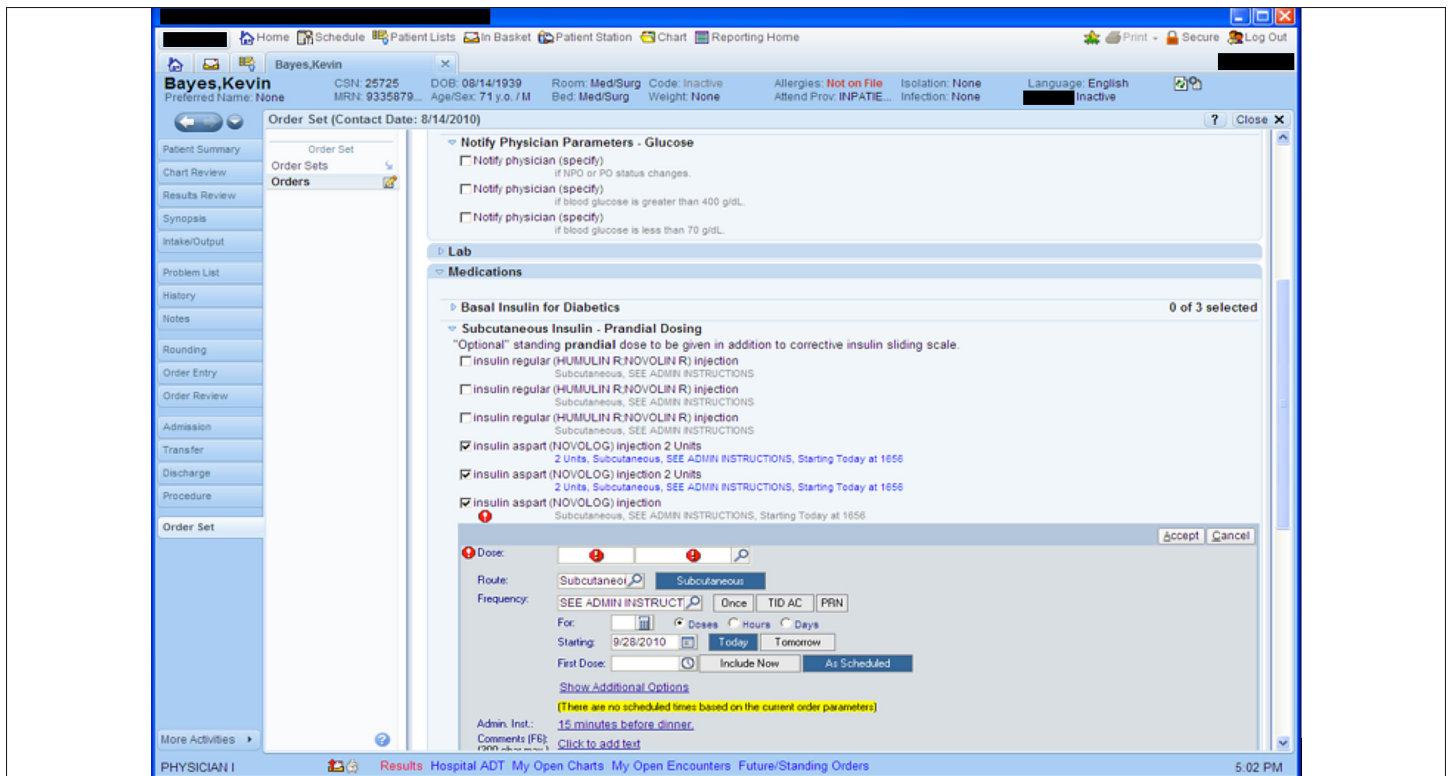 Home Schedule Patient Lists In Basket Patient Station Chart Reporting Home Print Secure Log Out
Bayes,Kevin
Bayes,Kevin CSN: 25725 DOB: 08/14/1939 Room: Med/Surg Code: Inactive Allergies: Not on File Isolation: None Language: English
Preferred Name: None MRN: 9335879... Age/Sex: 71 y.o. / M Bed: Med/Surg Weight: None Attend Prov: INPATIE... Infection: None Inactive
Order Set (Contact Date: 8/14/2010) ? Close X
Patient Summary
Chart Review
Results Review
Synopsis
Intake/Output
Problem List
History
Notes
Rounding
Order Entry
Order Review
Admission
Transfer
Discharge
Procedure
Order Set
More Activities
Order Set
Order Sets
Orders
Notify Physician Parameters - Glucose
Notify physician (specify)
if NPO or PO status changes.
Notify physician (specify)
if blood glucose is greater than 400 g/dL.
Notify physician (specify)
if blood glucose is less than 70 g/dL.
Lab
Medications
Basal Insulin for Diabetics 0 of 3 selected
Subcutaneous Insulin - Prandial Dosing
"Optional" standing prandial dose to be given in addition to corrective insulin sliding scale.
insulin regular (HUMULIN R;NOVOLIN R) injection
Subcutaneous, SEE ADMIN INSTRUCTIONS
insulin regular (HUMULIN R;NOVOLIN R) injection
Subcutaneous, SEE ADMIN INSTRUCTIONS
insulin regular (HUMULIN R;NOVOLIN R) injection
Subcutaneous, SEE ADMIN INSTRUCTIONS
insulin aspart (NOVOLOG) injection 2 Units
2 Units, Subcutaneous, SEE ADMIN INSTRUCTIONS, Starting Today at 1656
insulin aspart (NOVOLOG) injection 2 Units
2 Units, Subcutaneous, SEE ADMIN INSTRUCTIONS, Starting Today at 1656
insulin aspart (NOVOLOG) injection
Subcutaneous, SEE ADMIN INSTRUCTIONS, Starting Today at 1656
Accept Cancel
Dose:
Route: Subcutaneou Subcutaneous
Frequency: SEE ADMIN INSTRUCT Once TID AC PRN
For: Doses Hours Days
Starting: 9/28/2010 Today Tomorrow
First Dose: Include Now As Scheduled
Show Additional Options
(There are no scheduled times based on the current order parameters)
Admin. Inst.: 15 minutes before dinner.
Comments (F6): Click to add text
(200 char max.)
PHYSICIAN I Results Hospital ADT My Open Charts My Open Encounters Future/Standing Orders 5:02 PM